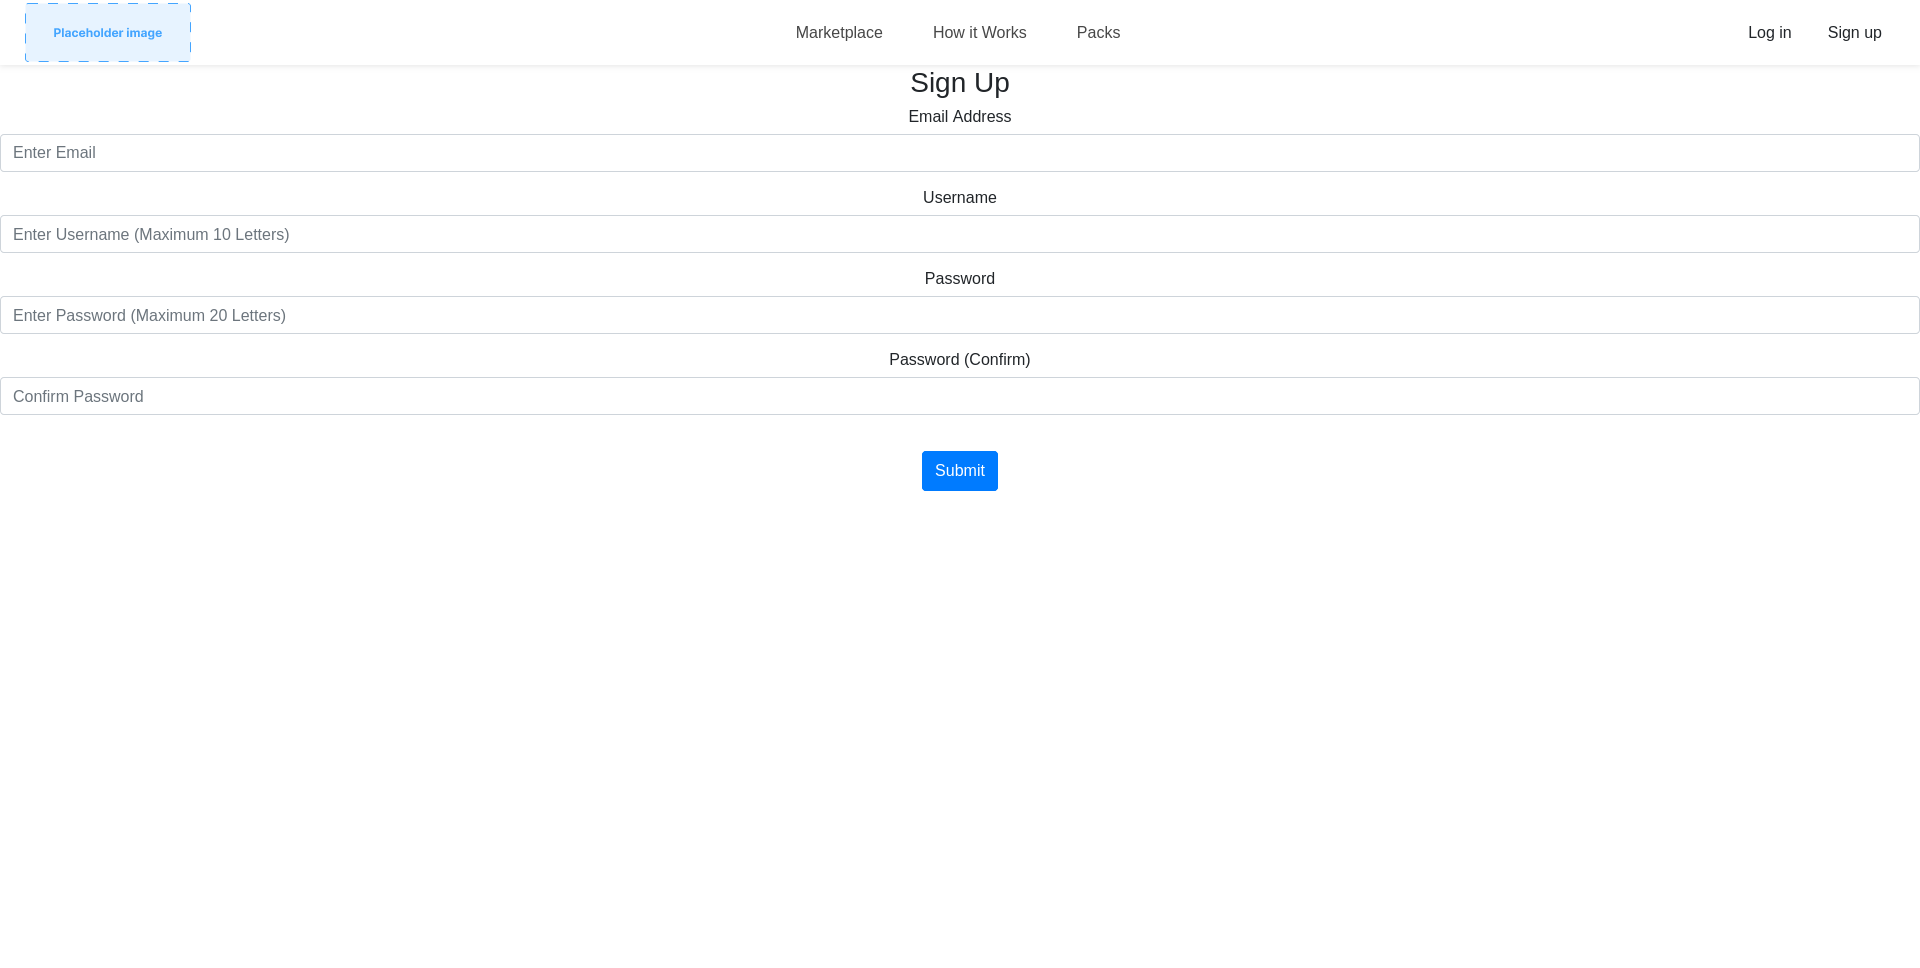 Placeholder image
Marketplace How it Works Packs
Log in Sign up
Sign Up
Email Address
Enter Email
Username
Enter Username (Maximum 10 Letters)
Password
Enter Password (Maximum 20 Letters)
Password (Confirm)
Confirm Password
Submit